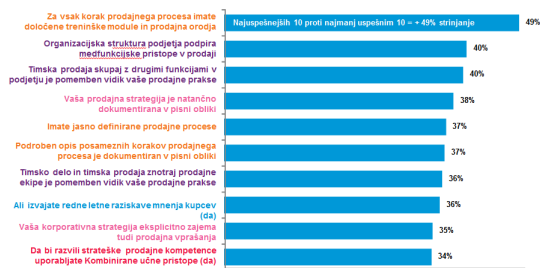 Za vsak korak prodajnega procesa imate
določene treninške module in prodajna orodja
Najuspešnejših 10 proti najmanj uspešnim 10 = + 49% strinjanje
49%
Organizacijska struktura podjetja podpira
medfunkcijske pristope v prodaji
40%
Timska prodaja skupaj z drugimi funkcijami v
podjetju je pomemben vidik vaše prodajne prakse
40%
Vaša prodajna strategija je natančno
dokumentirana v pisni obliki
38%
Imate jasno definirane prodajne procese
37%
Podroben opis posameznih korakov prodajnega
procesa je dokumentiran v pisni obliki
37%
Timsko delo in timska prodaja znotraj prodajne
ekipe je pomemben vidik vaše prodajne prakse
36%
Ali izvajate redne letne raziskave mnenja kupcev
(da)
36%
Vaša korporativna strategija eksplicitno zajema
tudi prodajna vprašanja
35%
Da bi razvili strateške prodajne kompetence
uporabljate Kombinirane učne pristope (da)
34%